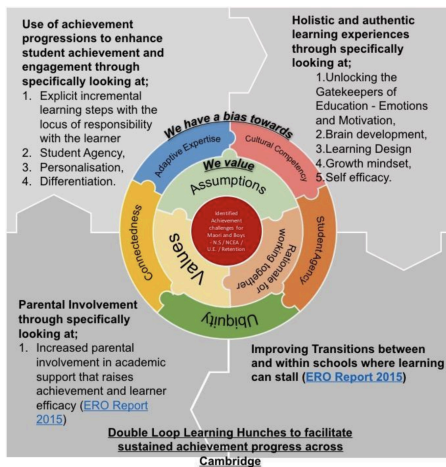 Use of achievement
progressions to enhance
student achievement and
engagement through
specifically looking at;
1. Explicit incremental
learning steps with the
locus of responsibility
with the learner
2. Student Agency,
3. Personalisation,
4. Differentiation.
Holistic and authentic
learning experiences
through specifically
looking at;
1.Unlocking the
Gatekeepers of
Education - Emotions
and Motivation,
2.Brain development,
3.Learning Design
4.Growth mindset,
5.Self efficacy.
We have a bias towards
Adaptive Expertise
Cultural Competency
We value
Assumptions
Identified
Achievement
challenges for
Maori and Boys
- N.S / NCEA /
U.E. / Retention
Connectedness
Values
Rationale for
working together
Student Agency
Ubiquity
Parental Involvement
through specifically
looking at;
1. Increased parental
involvement in academic
support that raises
achievement and learner
efficacy (ERO Report
2015)
Improving Transitions between
and within schools where learning
can stall (ERO Report 2015)
Double Loop Learning Hunches to facilitate
sustained achievement progress across
Cambridge